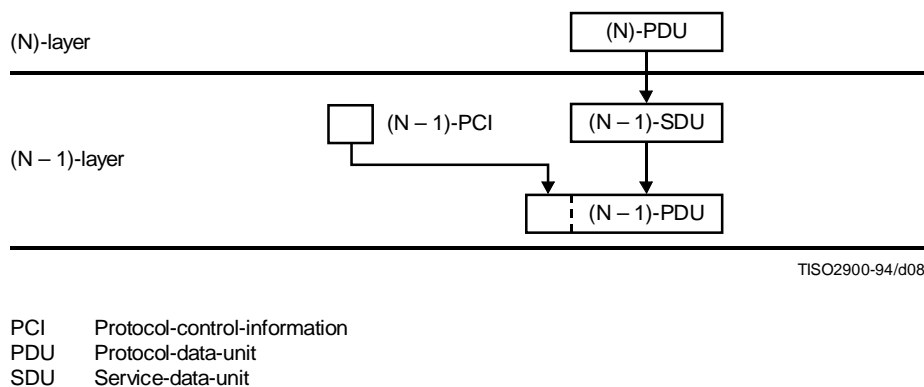 (N)-layer
(N)-PDU
(N – 1)-PCI
(N – 1)-SDU
(N – 1)-layer
(N – 1)-PDU
TISO2900-94/d08
PCI Protocol-control-information
PDU Protocol-data-unit
SDU Service-data-unit